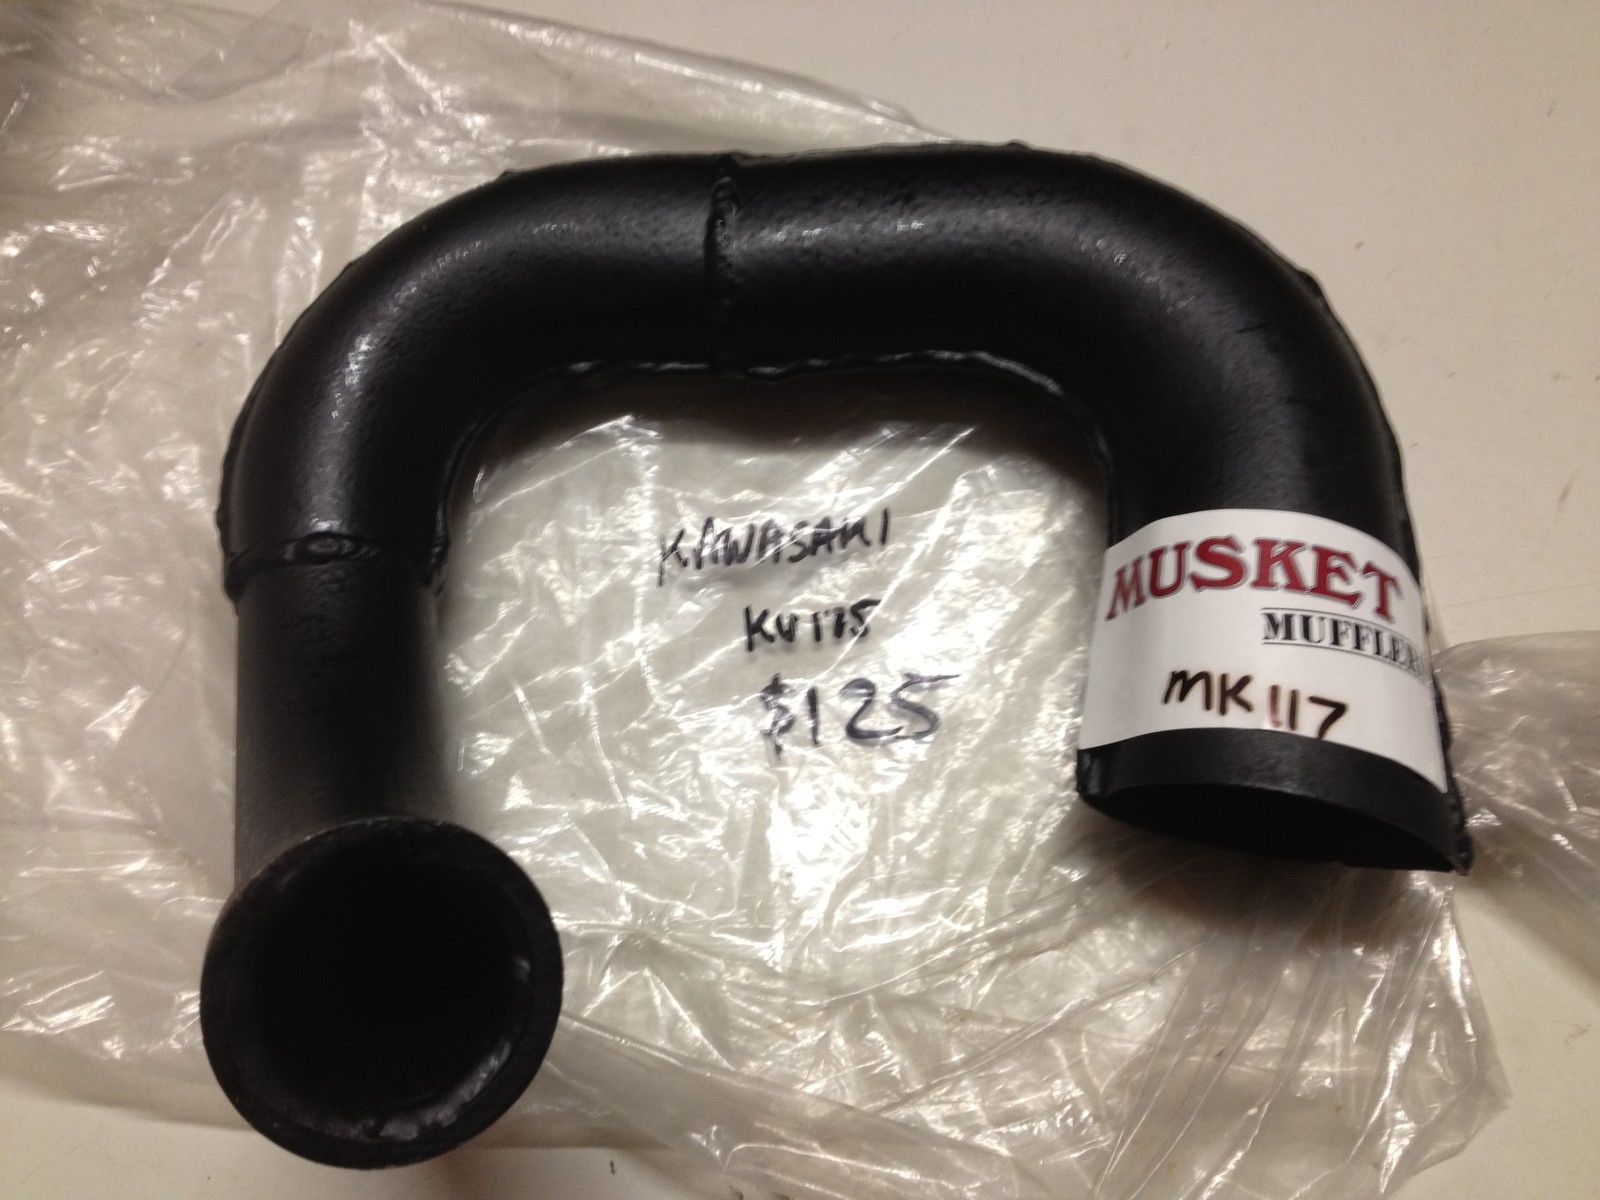 KAWASAKI
KV175
$125
MUSKET
MUFFLERS
MK117